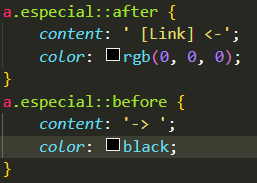 a.especial::after {
content: ' [Link] <-';
color: rgb(0, 0, 0);
}
a.especial::before {
content: '-> ';
color: black;
}